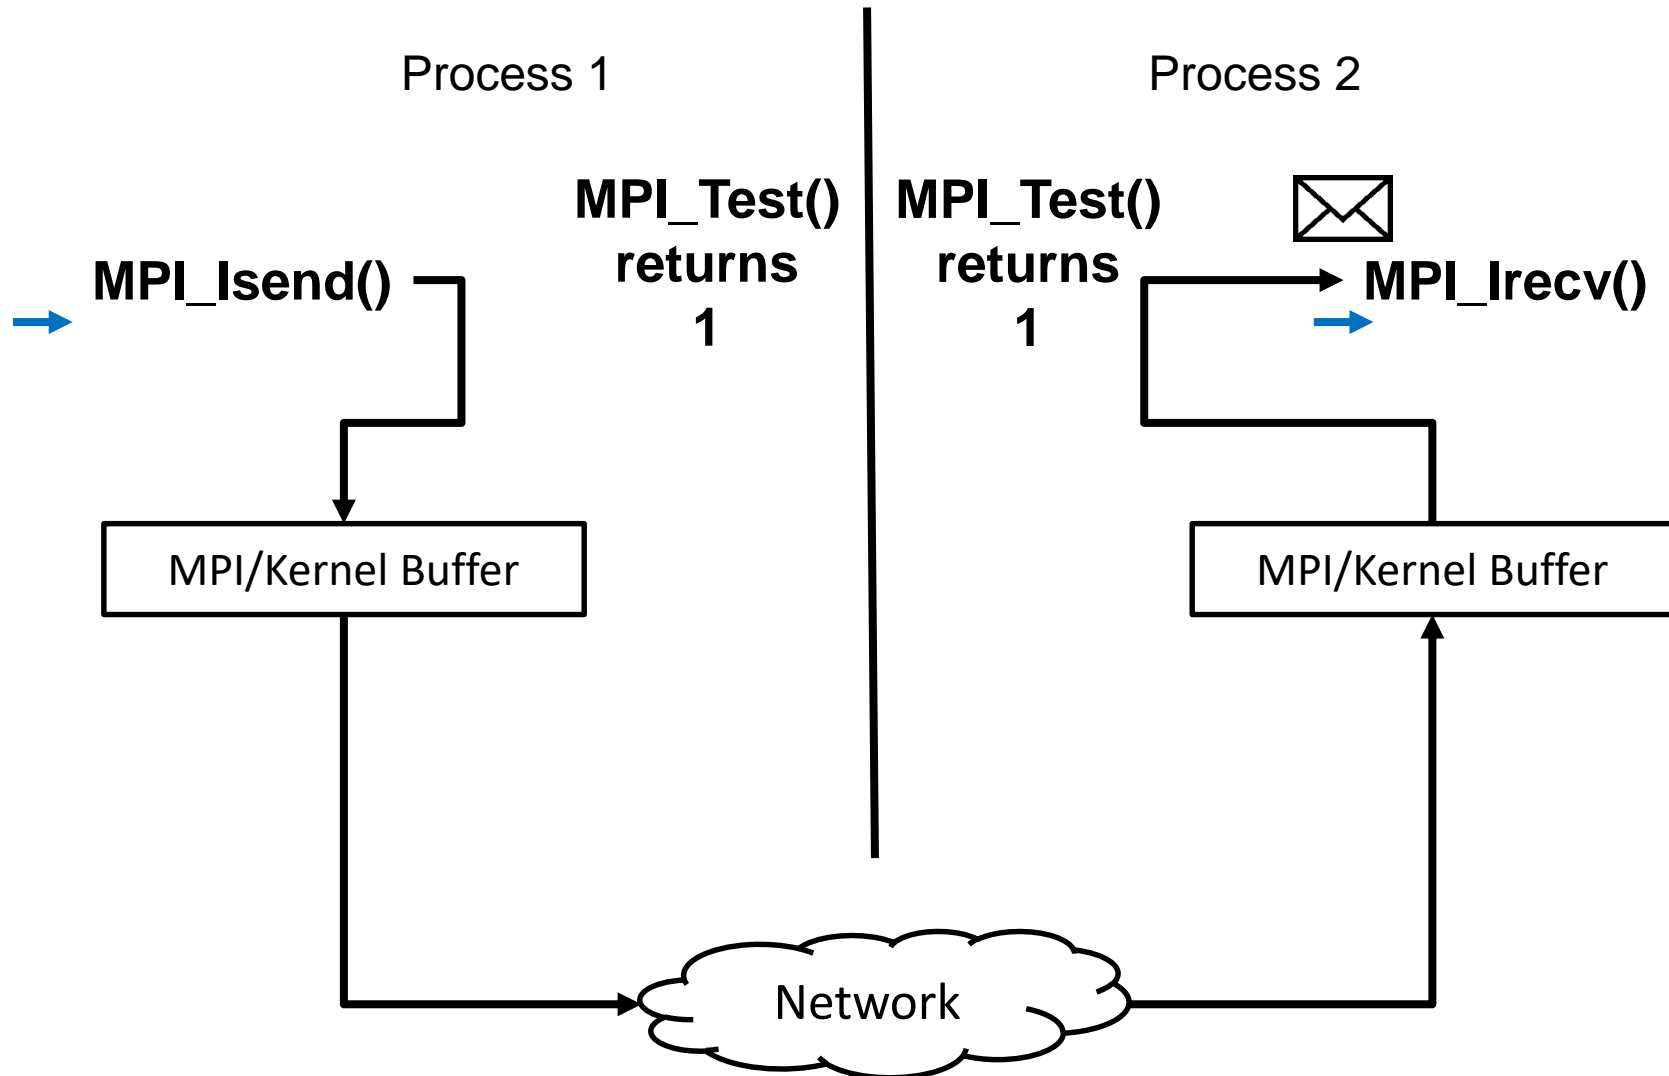 Process 1
Process 2
MPI_Isend()
MPI_Test()
returns
1
MPI_Test()
returns
1
MPI_Irecv()
MPI/Kernel Buffer
MPI/Kernel Buffer
Network